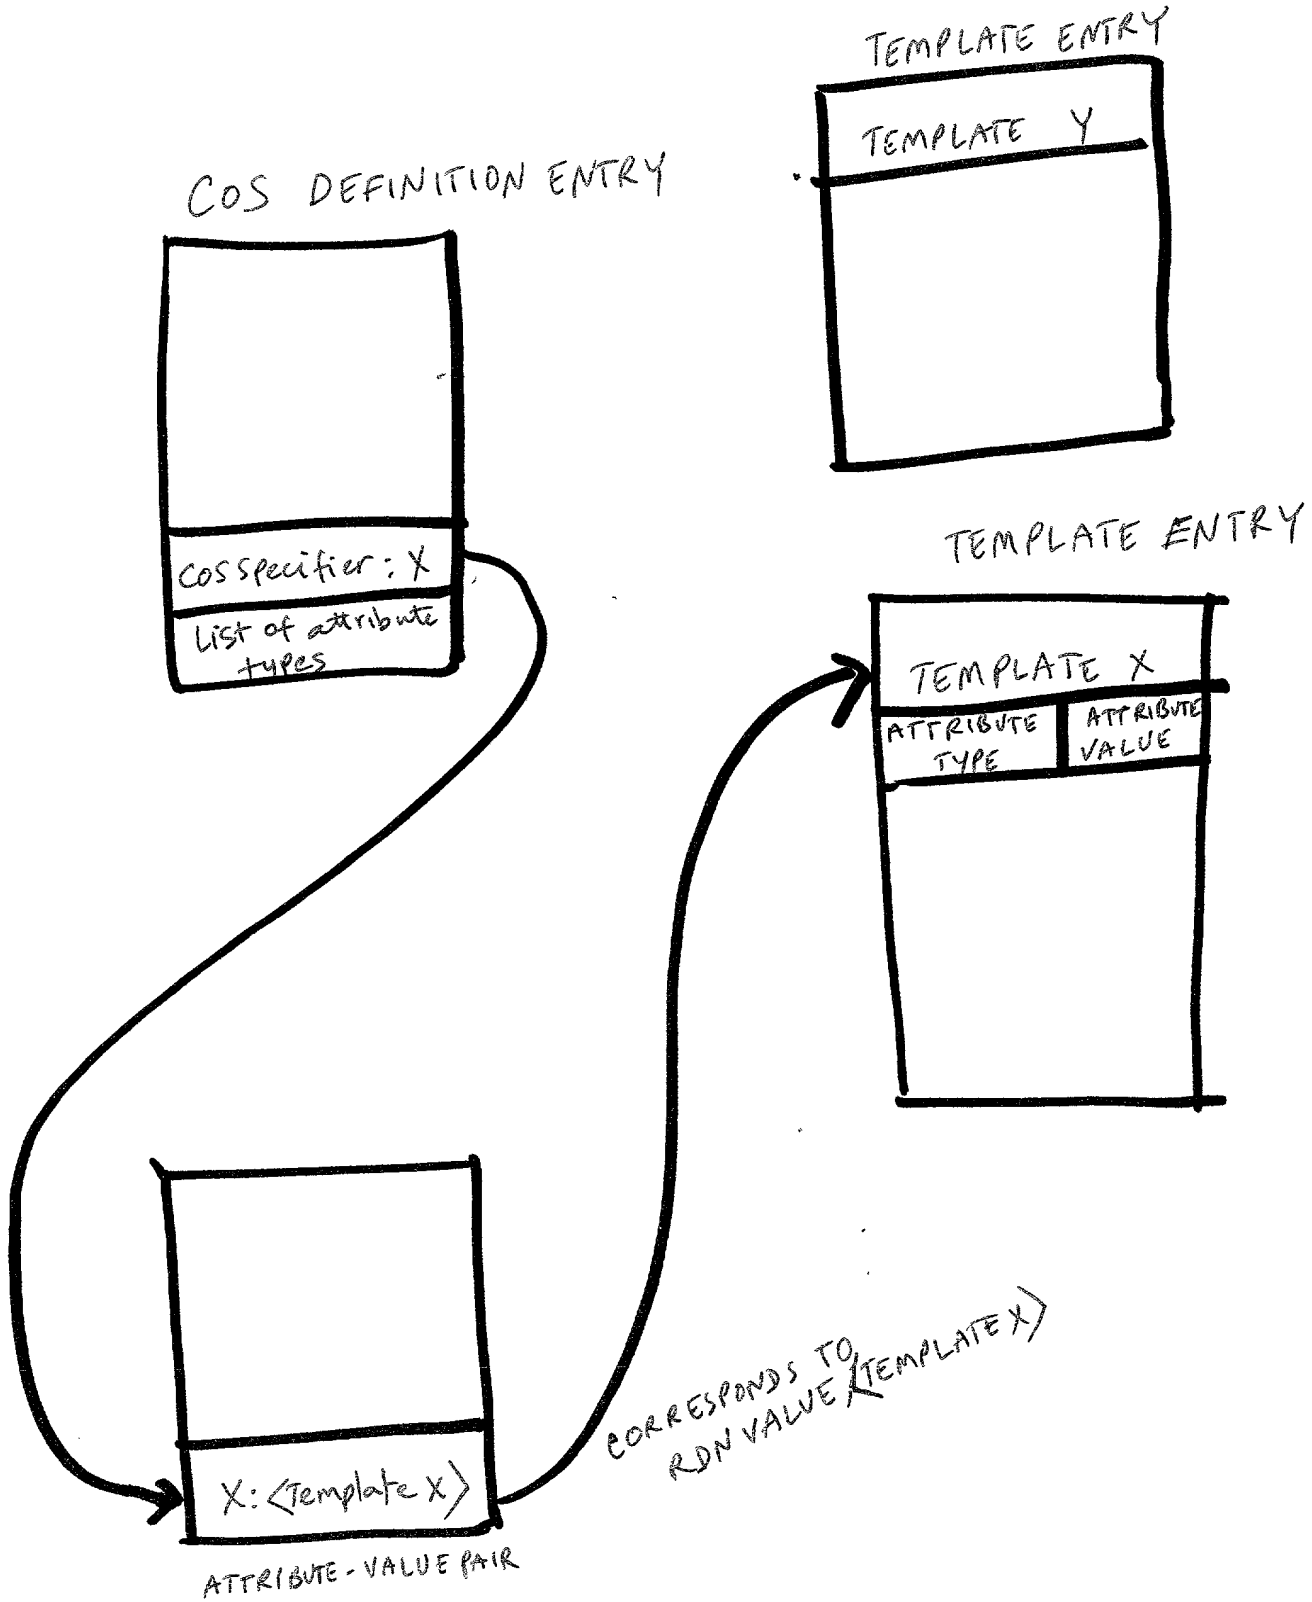 TEMPLATE ENTRY
TEMPLATE Y
COS DEFINITION ENTRY
cosspecifier: X
List of attribute
types
TEMPLATE ENTRY
TEMPLATE X
ATTRIBUTE
TYPE
ATTRIBUTE
VALUE
CORRESPONDS TO
RDN VALUE <TEMPLATE X>
X: <Template X>
ATTRIBUTE-VALUE PAIR